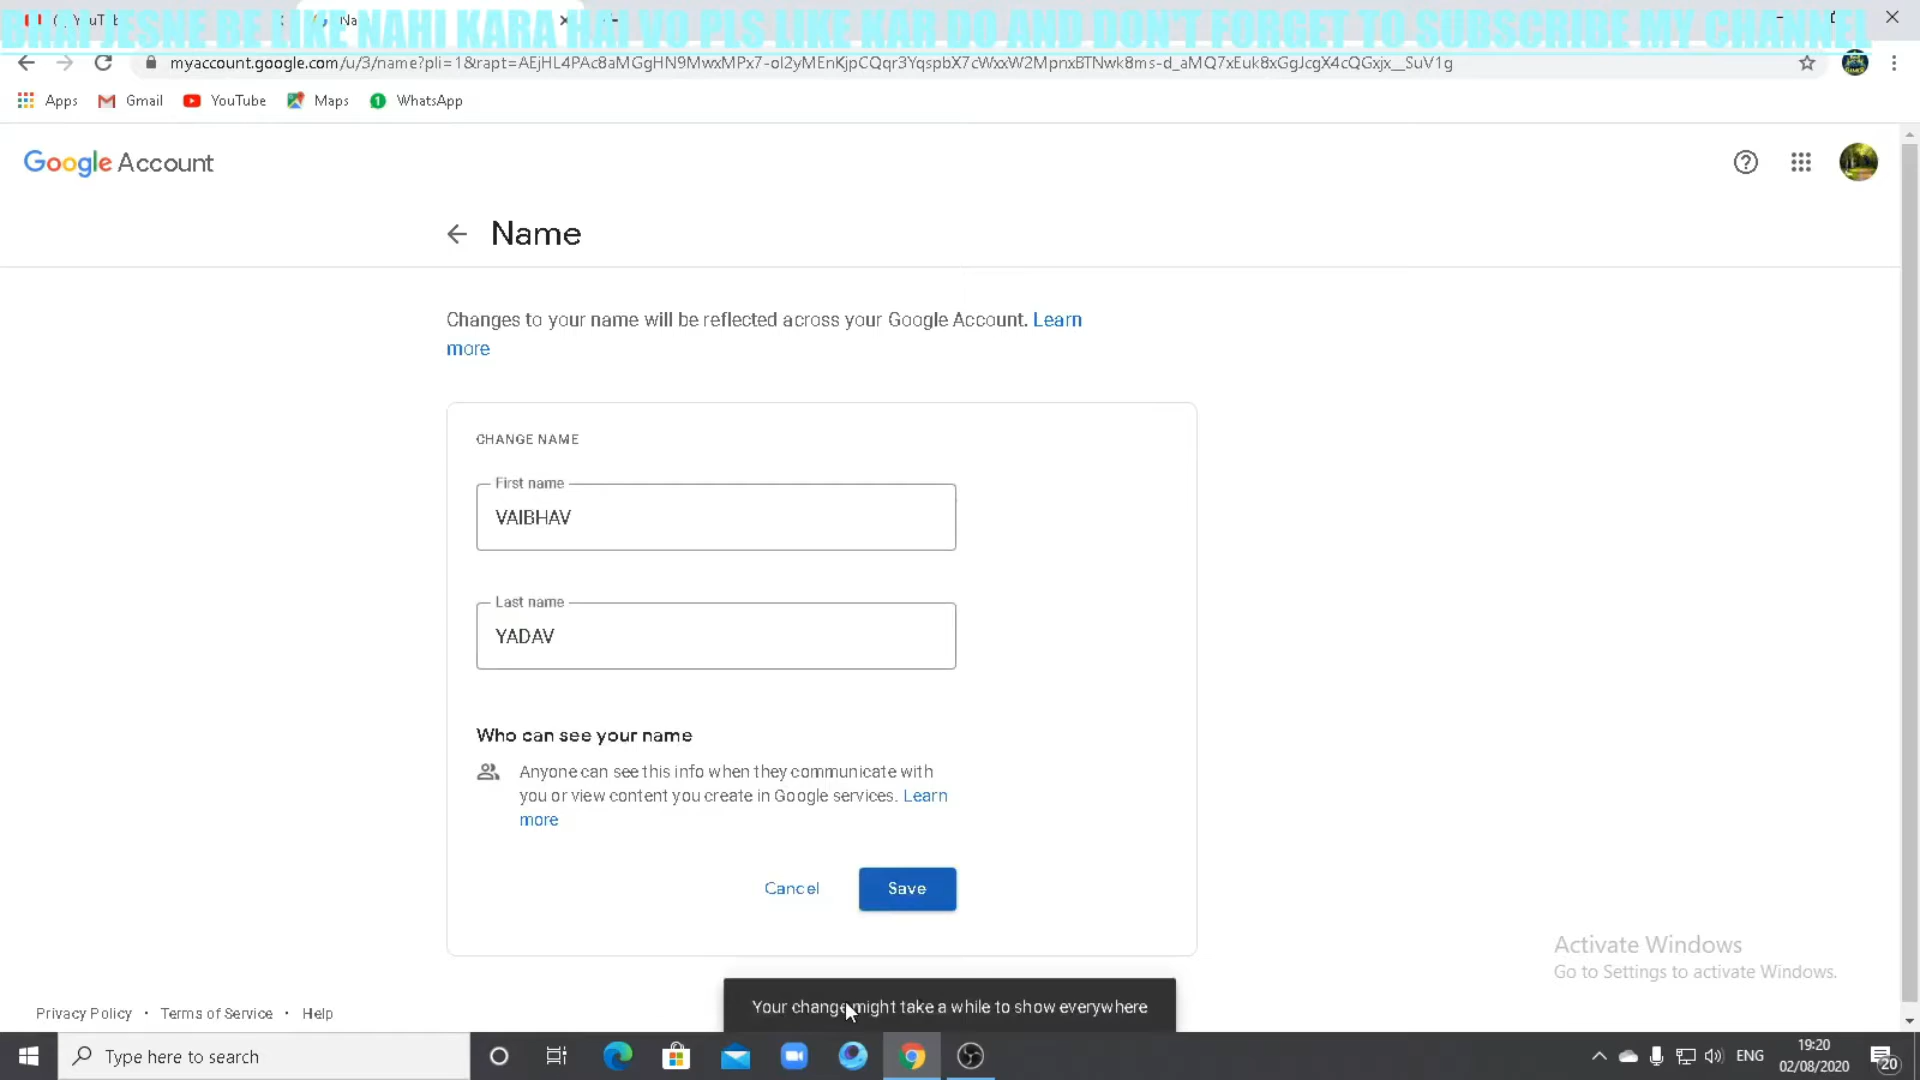 BHAI JESNE BE LIKE NAHI KARA HAI VO PLS LIKE KAR DO AND DON'T FORGET TO SUBSCRIBE MY CHANNEL
myaccount.google.com/u/3/name?pli=1&rapt=AEjHL4PAc8aMGgHN9MwxMPx7-ol2yMEnKjpCQqr3YqspbX7cWxxW2MpnxBTNwk8ms-d_aMQ7xEuk8xGgJcgX4cQGxjx__SuV1g
Apps Gmail YouTube Maps WhatsApp
Google Account
Name
Changes to your name will be reflected across your Google Account. Learn
more
CHANGE NAME
First name
VAIBHAV
Last name
YADAV
Who can see your name
Anyone can see this info when they communicate with
you or view content you create in Google services. Learn
more
Cancel Save
Activate Windows
Go to Settings to activate Windows.
Your change might take a while to show everywhere
Privacy Policy • Terms of Service • Help
Type here to search
ENG
19:20
02/08/2020
20